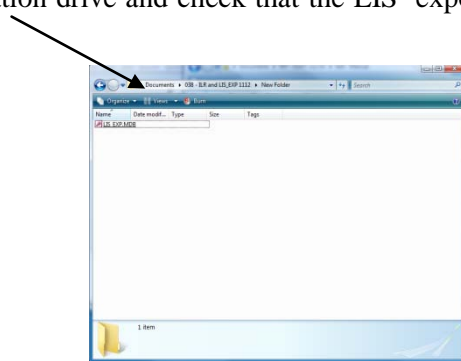 ation drive and check that the LIS expo
Documents ▸ 038 - ILR and LIS_EXP 1112 ▸ New Folder
Search
Organize Views Burn
Name Date modif... Type Size Tags
LIS_EXP.MDB
1 item